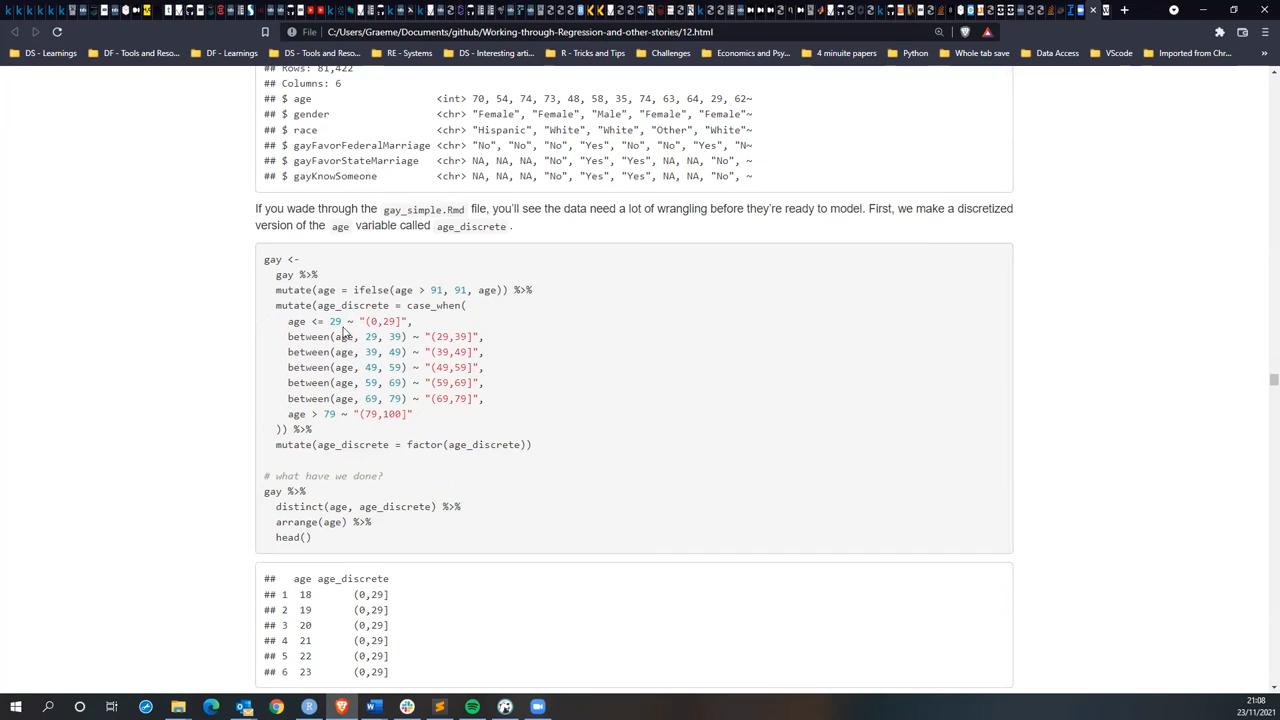 File
C:/Users/Graeme/Documents/github/Working-through-Regression-and-other-stories/12.html
DS - Learnings
DF - Tools and Reso...
DF - Learnings
DS - Tools and Resou...
RE - Systems
DS - Interesting artic...
R - Tricks and Tips
Challenges
Economics and Psy...
4 minuite papers
Python
Whole tab save
Data Access
VScode
Imported from Chr...
## Rows: 81,422
## Columns: 6
## $ age <int> 70, 54, 74, 73, 48, 58, 35, 74, 63, 64, 29, 62~
## $ gender <chr> "Female", "Female", "Male", "Female", "Female"~
## $ race <chr> "Hispanic", "White", "White", "Other", "White"~
## $ gayFavorFederalMarriage <chr> "No", "No", "No", "Yes", "No", "No", "Yes", "N~
## $ gayFavorStateMarriage <chr> NA, NA, NA, "Yes", "Yes", NA, NA, "No", ~
## $ gayKnowSomeone <chr> NA, NA, "No", "Yes", "Yes", NA, NA, "No", ~
If you wade through the gay_simple.Rmd file, you'll see the data need a lot of wrangling before they're ready to model. First, we make a discretized
version of the age variable called age_discrete .
gay <-
gay %>%
mutate(age = ifelse(age > 91, 91, age)) %>%
mutate(age_discrete = case_when(
age <= 29 ~ "(0,29]",
between(age, 29, 39) ~ "(29,39]",
between(age, 39, 49) ~ "(39,49]",
between(age, 49, 59) ~ "(49,59]",
between(age, 59, 69) ~ "(59,69]",
between(age, 69, 79) ~ "(69,79]",
age > 79 ~ "(79,100]"
)) %>%
mutate(age_discrete = factor(age_discrete))
# what have we done?
gay %>%
distinct(age, age_discrete) %>%
arrange(age) %>%
head()
## age age_discrete
## 1 18 (0,29]
## 2 19 (0,29]
## 3 20 (0,29]
## 4 21 (0,29]
## 5 22 (0,29]
## 6 23 (0,29]
21:08
23/11/2021